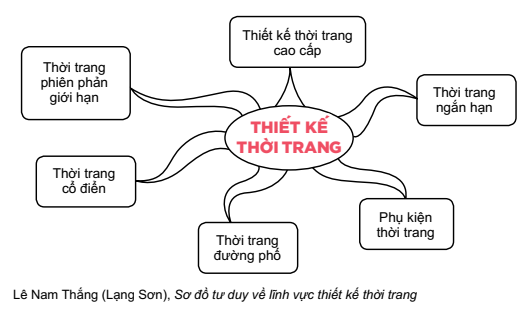 Thiết kế thời trang
cao cấp
Thời trang
phiên phản
giới hạn
Thời trang
ngắn hạn
THIẾT KẾ
THỜI TRANG
Thời trang
cổ điển
Phụ kiện
thời trang
Thời trang
đường phố
Lê Nam Thắng (Lạng Sơn), Sơ đồ tư duy về lĩnh vực thiết kế thời trang